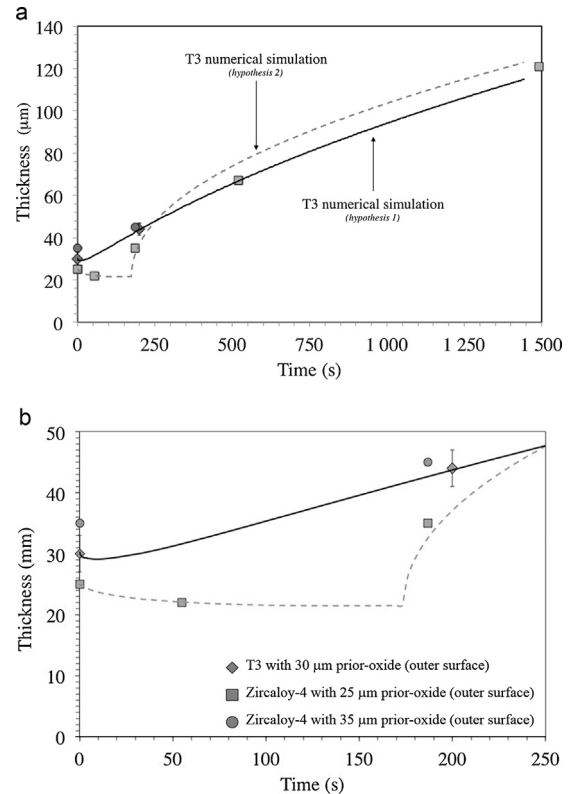 a
140
120
100
80
60
40
20
0
Thickness (μm)
T3 numerical simulation
(hypothesis 2)
T3 numerical simulation
(hypothesis 1)
0 250 500 750 1 000 1 250 1 500
Time (s)
b
50
40
30
20
10
0
Thickness (mm)
T3 with 30 μm prior-oxide (outer surface)
Zircaloy-4 with 25 μm prior-oxide (outer surface)
Zircaloy-4 with 35 μm prior-oxide (outer surface)
0 50 100 150 200 250
Time (s)